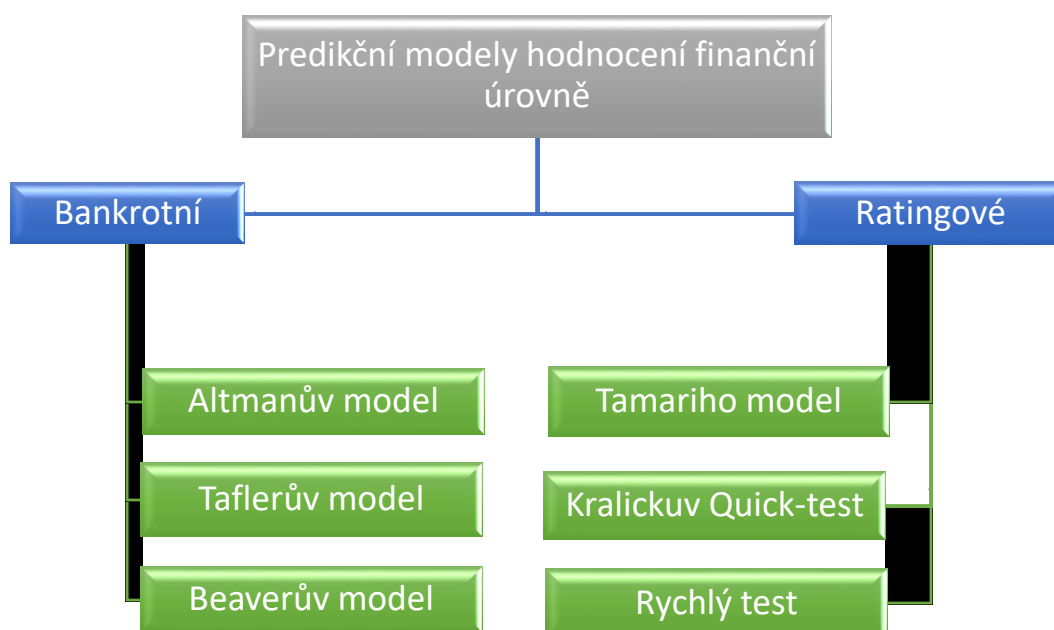 Predikční modely hodnocení finanční
úrovně
Bankrotní
Ratingové
Altmanův model
Tamariho model
Taflerův model
Kralickuv Quick-test
Beaverův model
Rychlý test